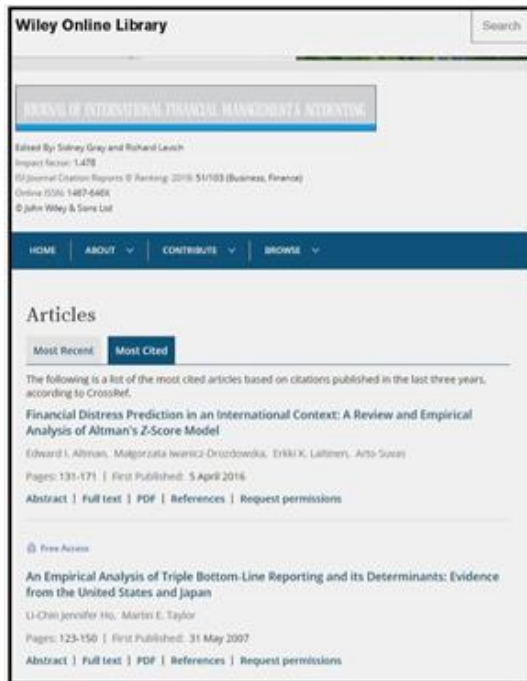 Wiley Online Library
Search
JOURNAL OF INTERNATIONAL FINANCIAL MANAGEMENT & ACCOUNTING
Edited By: Sidney Gray and Richard Levich
Impact factor: 1.478
ISI Journal Citation Reports © Ranking: 2018: 51/103 (Business, Finance)
Online ISSN: 1467-646X
© John Wiley & Sons Ltd
HOME ABOUT CONTRIBUTE BROWSE
Articles
Most Recent Most Cited
The following is a list of the most cited articles based on citations published in the last three years,
according to CrossRef.
Financial Distress Prediction in an International Context: A Review and Empirical
Analysis of Altman's Z-Score Model
Edward I. Altman, Małgorzata Iwanicz-Drozdowska, Erkki K. Laitinen, Arto Suvas
Pages: 131-171 | First Published: 5 April 2016
Abstract | Full text | PDF | References | Request permissions
Free Access
An Empirical Analysis of Triple Bottom-Line Reporting and its Determinants: Evidence
from the United States and Japan
Li-Chin Jennifer Ho, Martin E. Taylor
Pages: 123-150 | First Published: 31 May 2007
Abstract | Full text | PDF | References | Request permissions